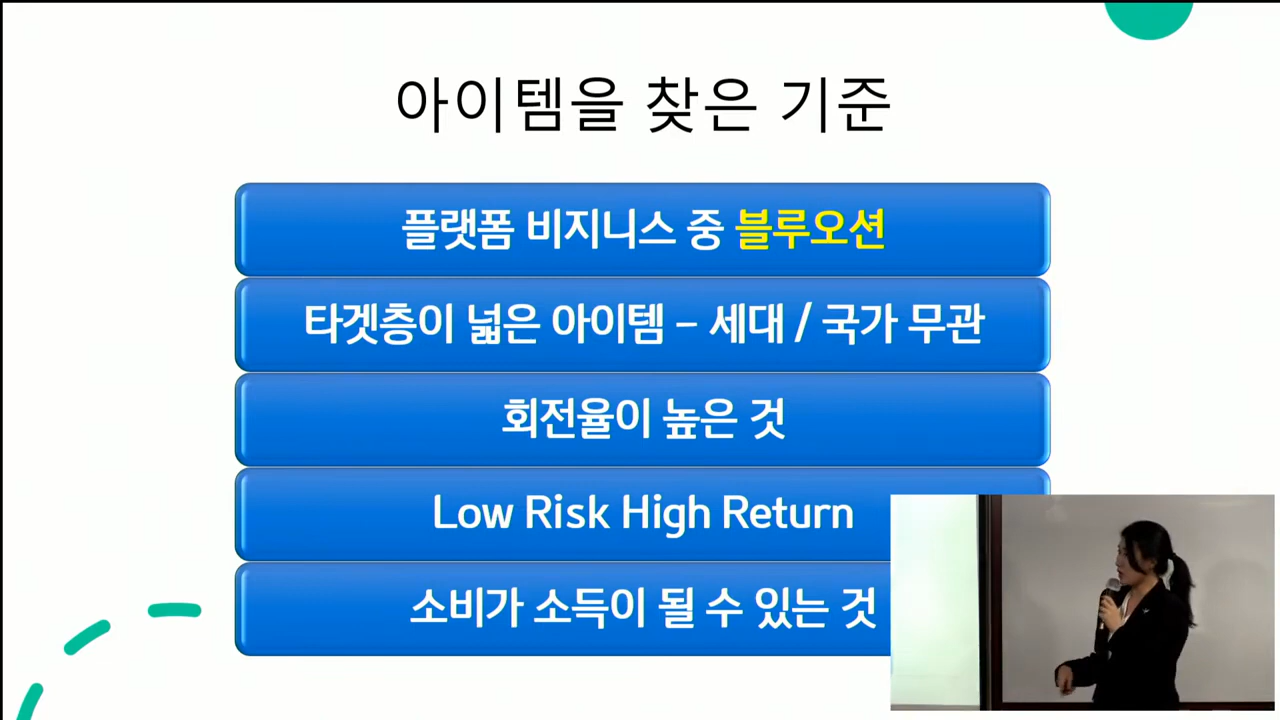 아이템을 찾은 기준
플랫폼 비지니스 중 블루오션
타겟층이 넓은 아이템 – 세대 / 국가 무관
회전율이 높은 것
Low Risk High Return
소비가 소득이 될 수 있는 것